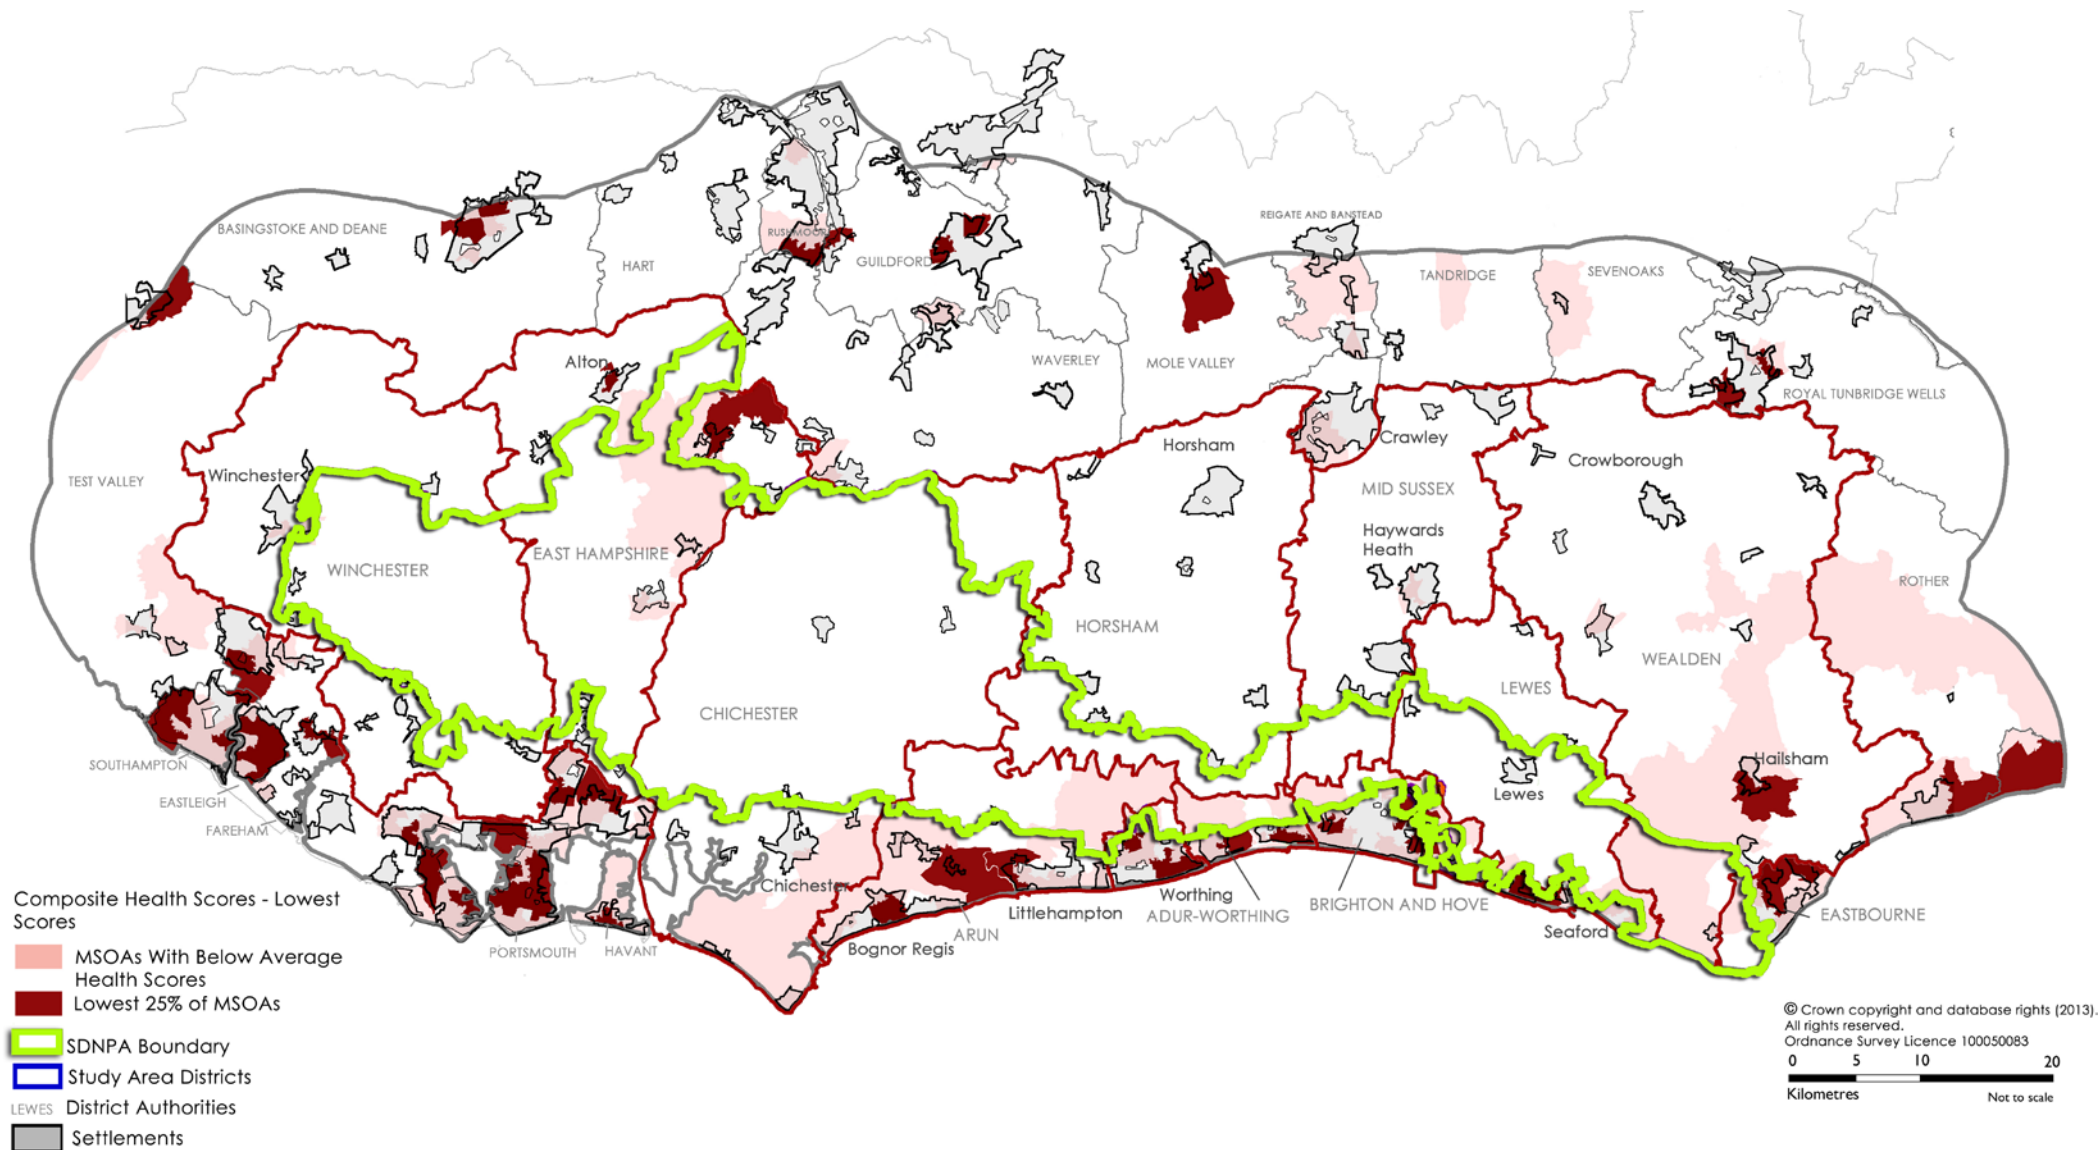 BASINGSTOKE AND DEANE
HART
RUSHMOOR
GUILDFORD
REIGATE AND BANSTEAD
TANDRIDGE
SEVENOAKS
WAVERLEY
MOLE VALLEY
ROYAL TUNBRIDGE WELLS
Alton
TEST VALLEY
Winchester
Horsham
Crawley
Crowborough
MID SUSSEX
Haywards
Heath
WINCHESTER
EAST HAMPSHIRE
HORSHAM
ROTHER
WEALDEN
LEWES
CHICHESTER
Hailsham
Lewes
SOUTHAMPTON
EASTLEIGH
FAREHAM
Chichester
Worthing
Littlehampton
ADUR-WORTHING
BRIGHTON AND HOVE
EASTBOURNE
ARUN
Bognor Regis
Seaford
PORTSMOUTH
HAVANT
Composite Health Scores - Lowest
Scores
MSOAs With Below Average
Health Scores
Lowest 25% of MSOAs
SDNPA Boundary
Study Area Districts
LEWES District Authorities
Settlements
© Crown copyright and database rights (2013).
All rights reserved.
Ordnance Survey Licence 100050083
0 5 10 20
Kilometres Not to scale